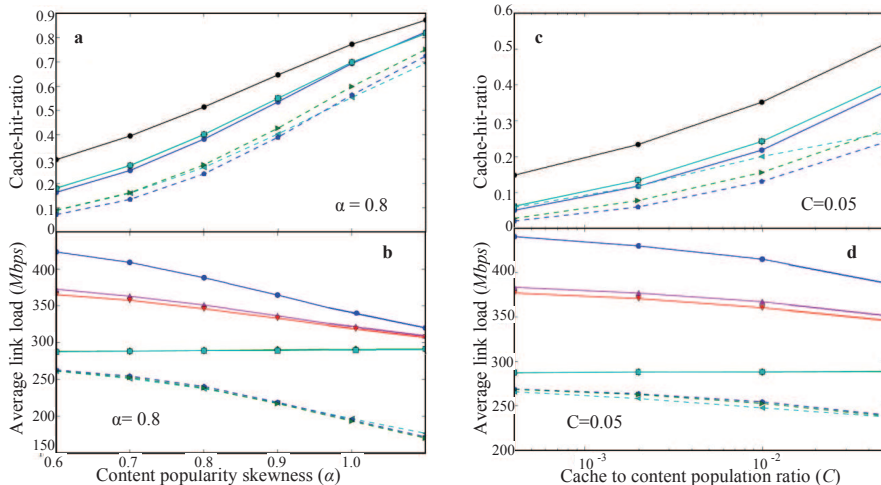 0.9
0.8
0.7
0.6
0.5
0.4
0.3
0.2
0.1
0
Cache-hit-ratio
a
α = 0.8
0.6
0.5
0.4
0.3
0.2
0.1
0
Cache-hit-ratio
c
C=0.05
400
350
300
250
200
150
Average link load (Mbps)
b
α = 0.8
0.6
0.7
0.8
0.9
1.0
Content popularity skewness (α)
400
350
300
250
200
Average link load (Mbps)
d
C=0.05
10⁻³
10⁻²
Cache to content population ratio (C)